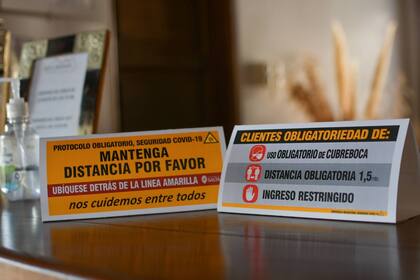 PROTOCOLO OBLIGATORIO, SEGURIDAD COVID-19
MANTENGA
DISTANCIA POR FAVOR
UBÍQUESE DETRÁS DE LA LINEA AMARILLA
nos cuidemos entre todos
CLIENTES OBLIGATORIEDAD DE:
USO OBLIGATORIO DE CUBREBOCA
DISTANCIA OBLIGATORIA 1,5
INGRESO RESTRINGIDO